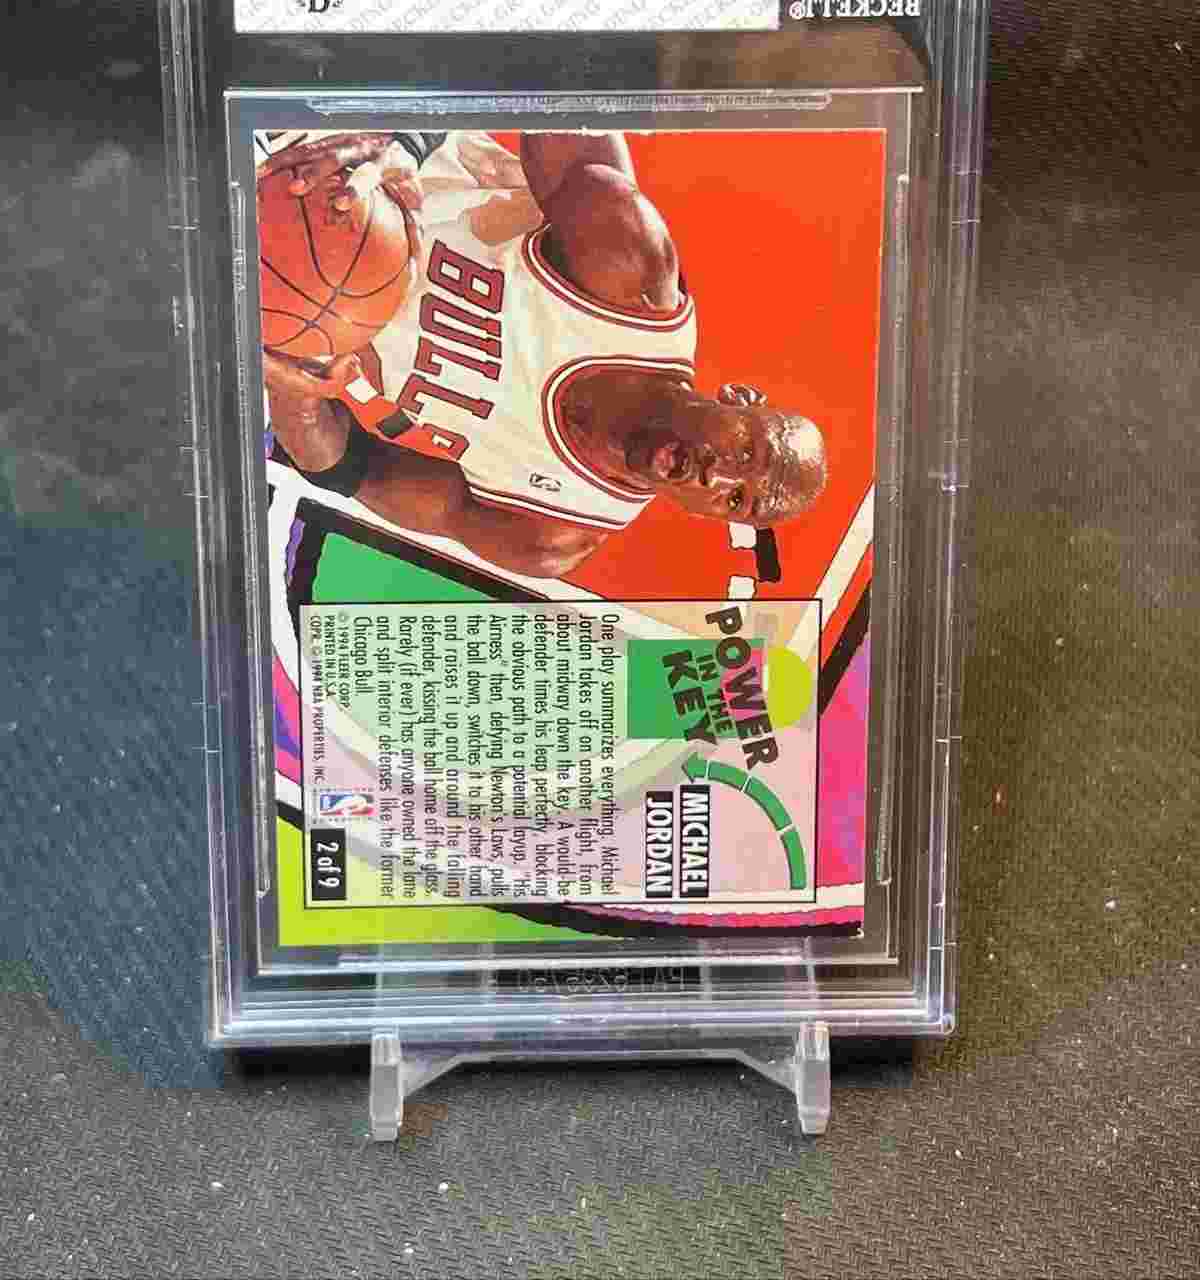 BECKETT®
BULLS
POWER
IN THE
KEY
MICHAEL
JORDAN
One play summarizes everything. Michael
Jordan takes off on another flight, from
about midway down the key. A would-be
defender times his leap perfectly, blocking
the obvious path to a potential layup. "His
Airness" then, defying Newton's Laws, pulls
the ball down, switches it to his other hand
and raises it up and around the falling
defender, kissing the ball home off the glass.
Rarely (if ever) has anyone owned the lane
and split interior defenses like the former
Chicago Bull.
© 1994 FLEER CORP.
PRINTED IN U.S.A.
COPR. © 1994 NBA PROPERTIES, INC.
2 of 9